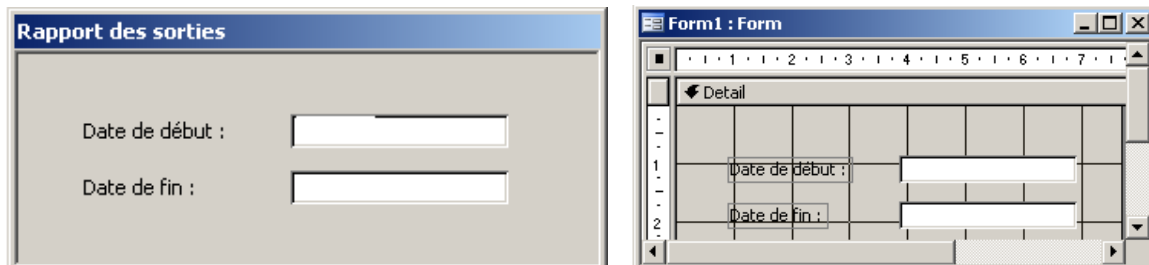 Rapport des sorties
Date de début :
Date de fin :
Form1 : Form
1 2 3 4 5 6 7
Detail
1
Date de début :
Date de fin :
2